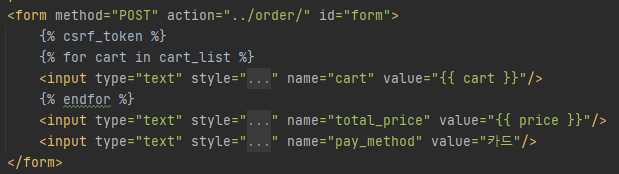 <form method="POST" action="../order/" id="form">
{% csrf_token %}
{% for cart in cart_list %}
<input type="text" style="..." name="cart" value="{{ cart }}"/>
{% endfor %}
<input type="text" style="..." name="total_price" value="{{ price }}"/>
<input type="text" style="..." name="pay_method" value="카드"/>
</form>